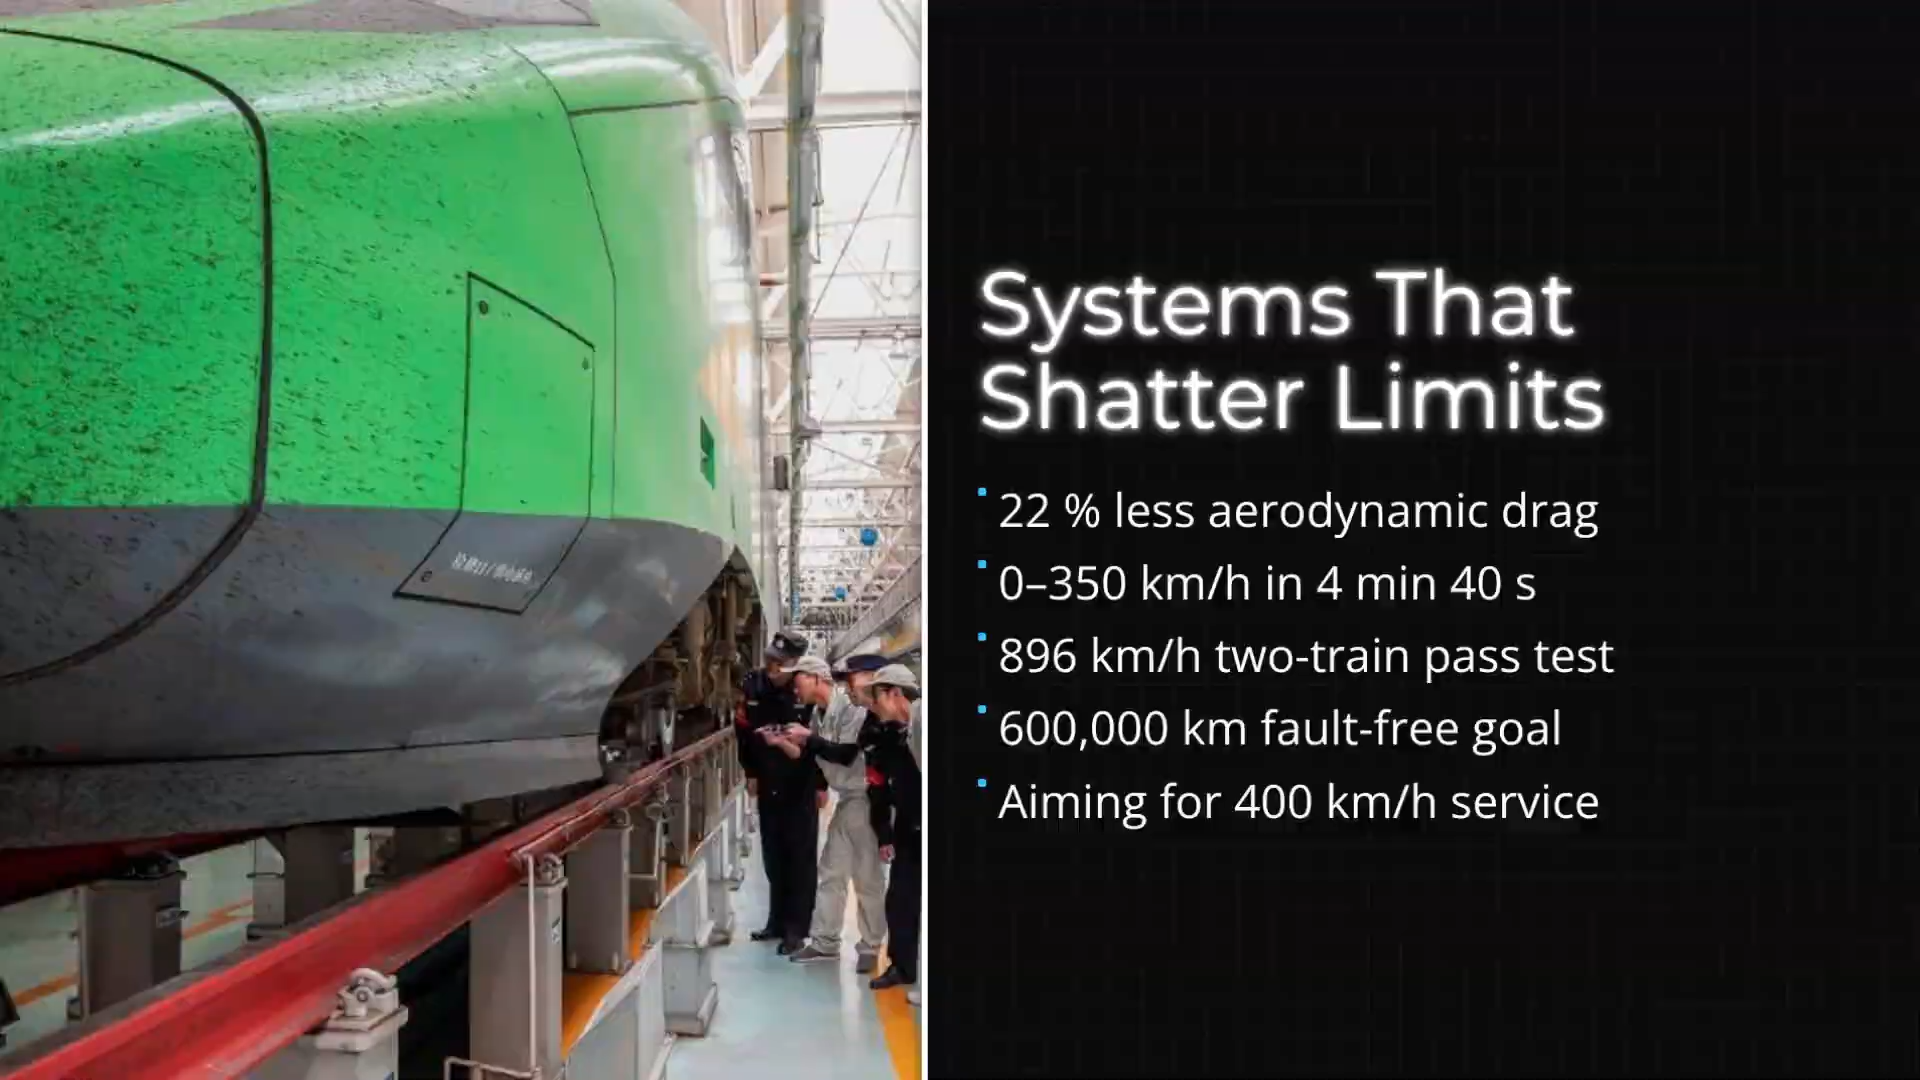 Systems That
Shatter Limits
22 % less aerodynamic drag
0–350 km/h in 4 min 40 s
896 km/h two-train pass test
600,000 km fault-free goal
Aiming for 400 km/h service